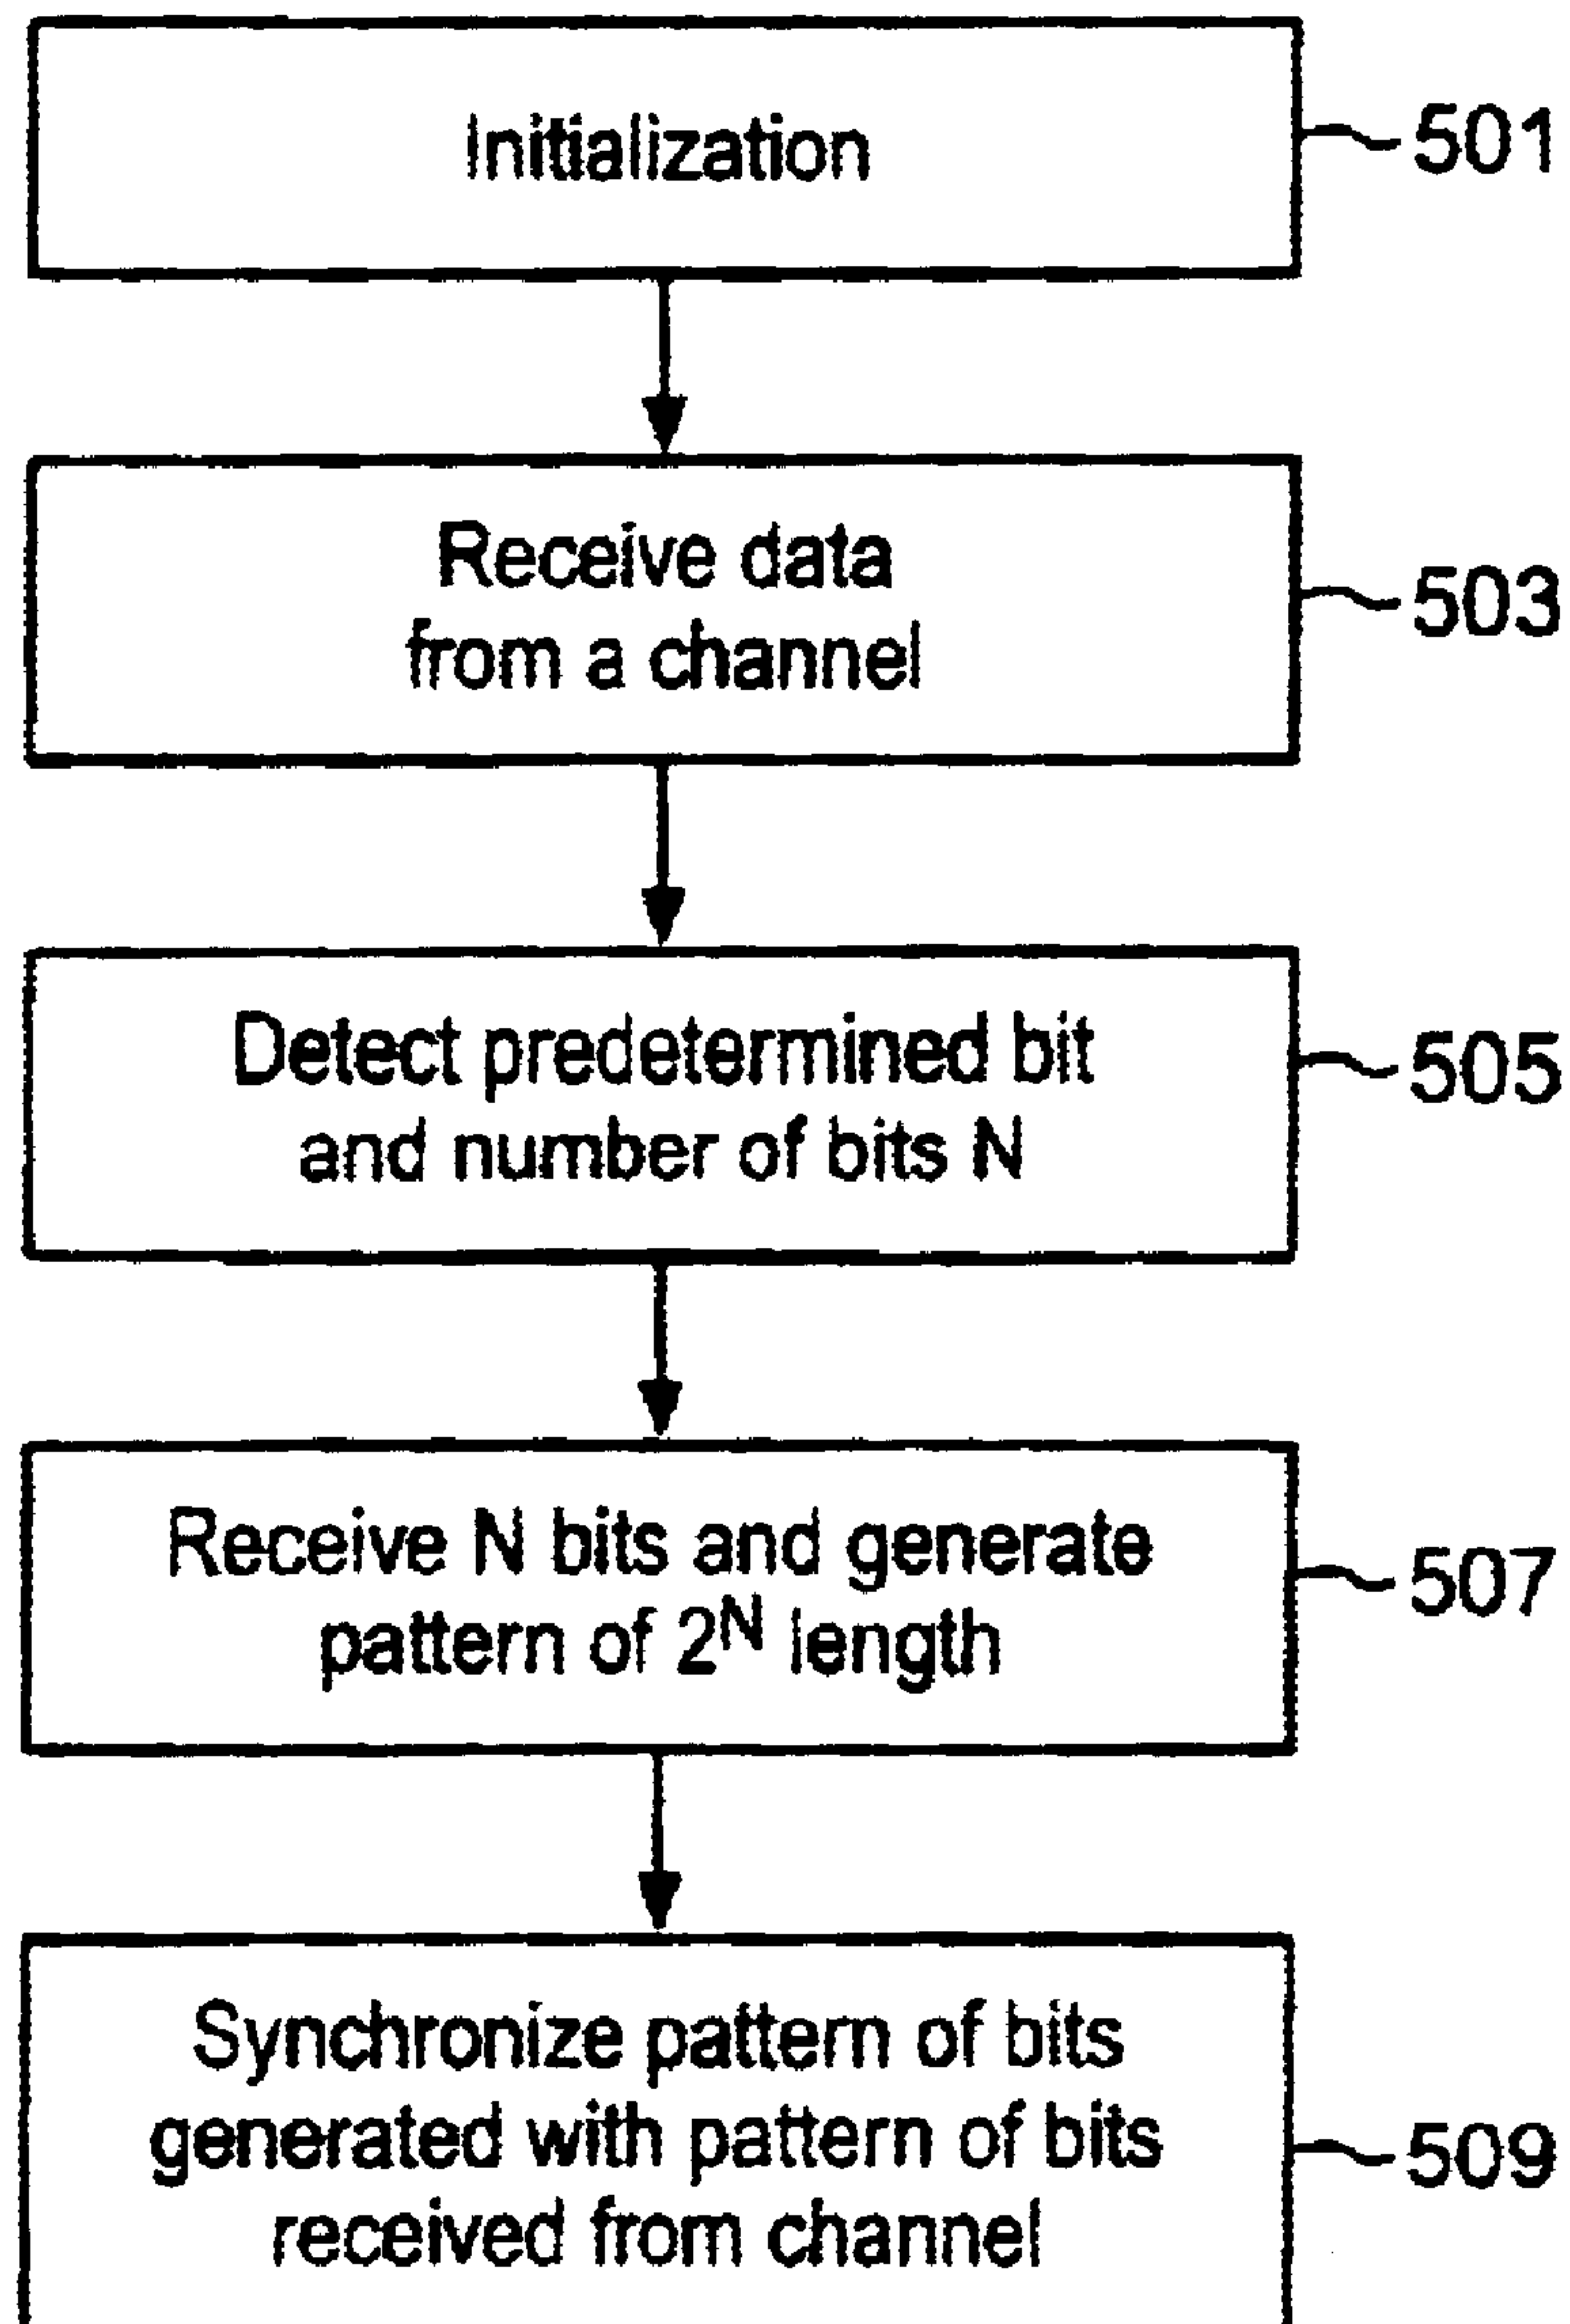 Initialization
501
Receive data
from a channel
503
Detect predetermined bit
and number of bits N
505
Receive N bits and generate
pattern of 2ᴺ length
507
Synchronize pattern of bits
generated with pattern of bits
received from channel
509